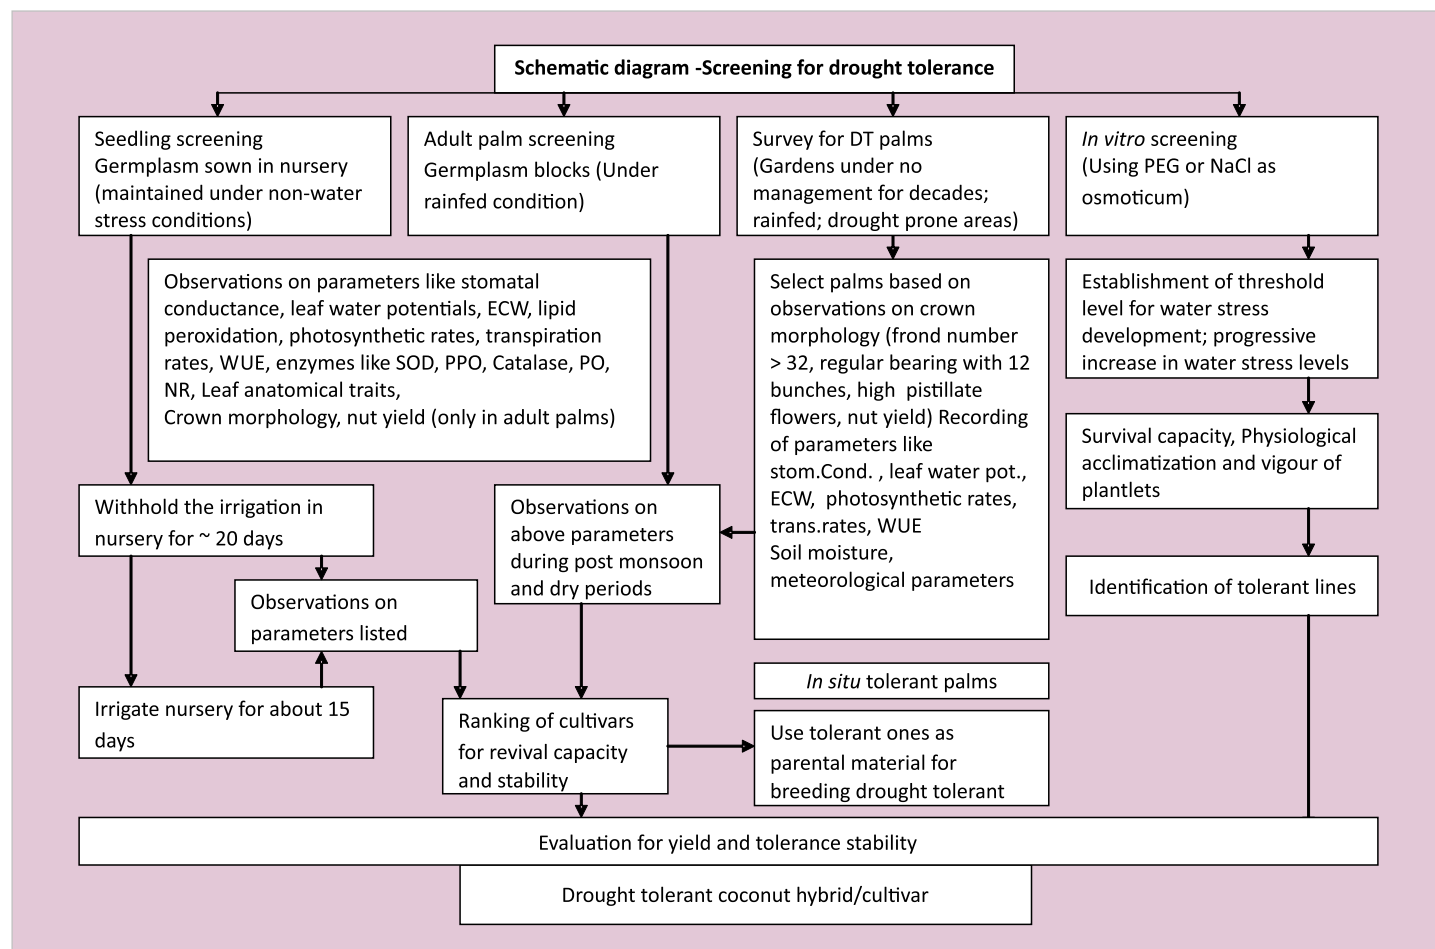 Schematic diagram -Screening for drought tolerance
Seedling screening
Germplasm sown in nursery
(maintained under non-water
stress conditions)
Adult palm screening
Germplasm blocks (Under
rainfed condition)
Survey for DT palms
(Gardens under no
management for decades;
rainfed; drought prone areas)
In vitro screening
(Using PEG or NaCl as
osmoticum)
Observations on parameters like stomatal
conductance, leaf water potentials, ECW, lipid
peroxidation, photosynthetic rates, transpiration
rates, WUE, enzymes like SOD, PPO, Catalase, PO,
NR, Leaf anatomical traits,
Crown morphology, nut yield (only in adult palms)
Select palms based on
observations on crown
morphology (frond number
> 32, regular bearing with 12
bunches, high pistillate
flowers, nut yield) Recording
of parameters like
stom.Cond. , leaf water pot.,
ECW, photosynthetic rates,
trans.rates, WUE
Soil moisture,
meteorological parameters
Establishment of threshold
level for water stress
development; progressive
increase in water stress levels
Survival capacity, Physiological
acclimatization and vigour of
plantlets
Withhold the irrigation in
nursery for ~ 20 days
Observations on
above parameters
during post monsoon
and dry periods
Identification of tolerant lines
Observations on
parameters listed
Irrigate nursery for about 15
days
In situ tolerant palms
Ranking of cultivars
for revival capacity
and stability
Use tolerant ones as
parental material for
breeding drought tolerant
Evaluation for yield and tolerance stability
Drought tolerant coconut hybrid/cultivar